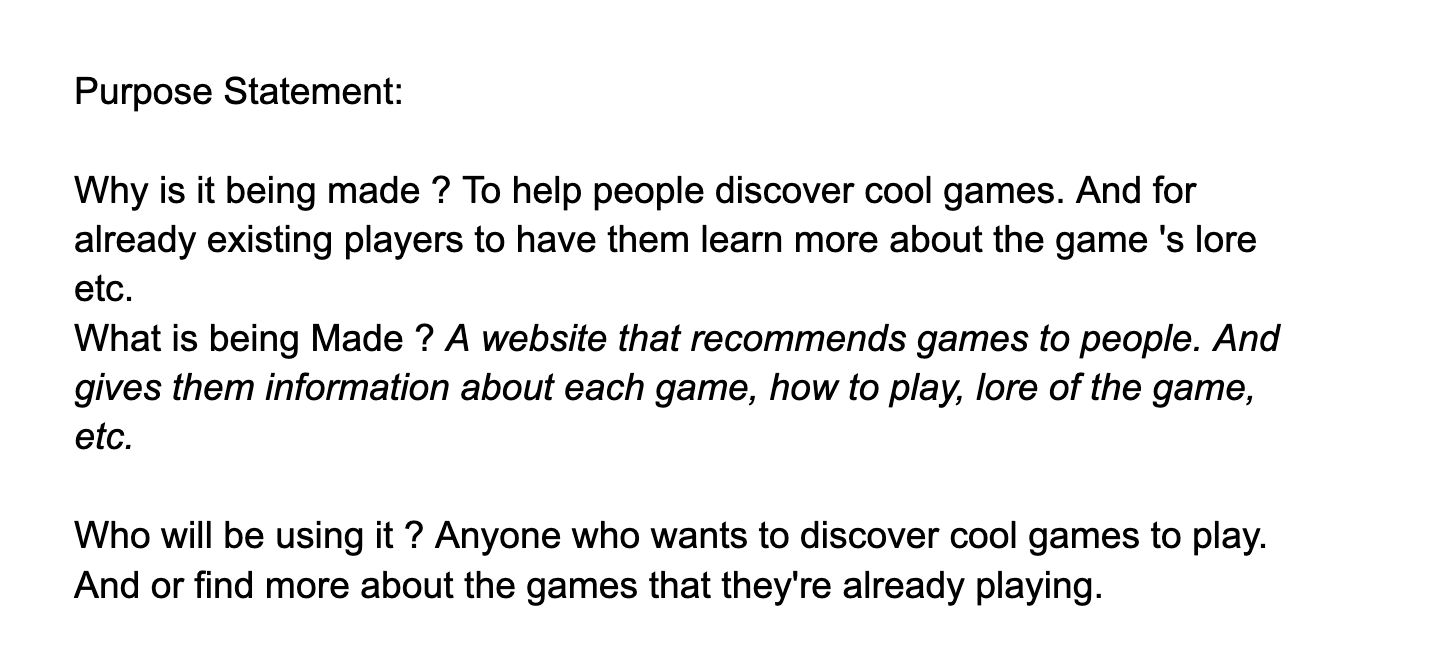 Purpose Statement:
Why is it being made ? To help people discover cool games. And for
already existing players to have them learn more about the game 's lore
etc.
What is being Made ? A website that recommends games to people. And
gives them information about each game, how to play, lore of the game,
etc.
Who will be using it ? Anyone who wants to discover cool games to play.
And or find more about the games that they're already playing.